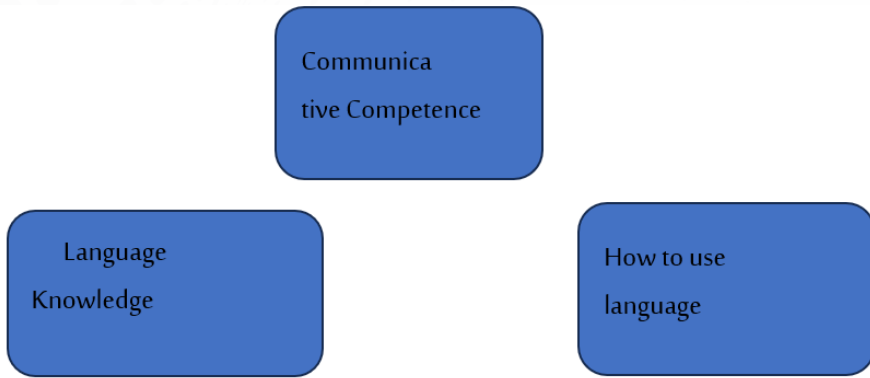 Communica
tive Competence
Language
Knowledge
How to use
language